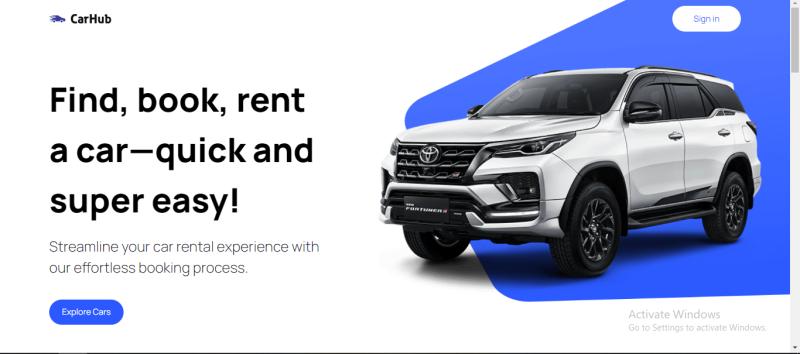 CarHub
Sign in
Find, book, rent
a car—quick and
super easy!
Streamline your car rental experience with
our effortless booking process.
Explore Cars
FORTUNER
Activate Windows
Go to Settings to activate Windows.